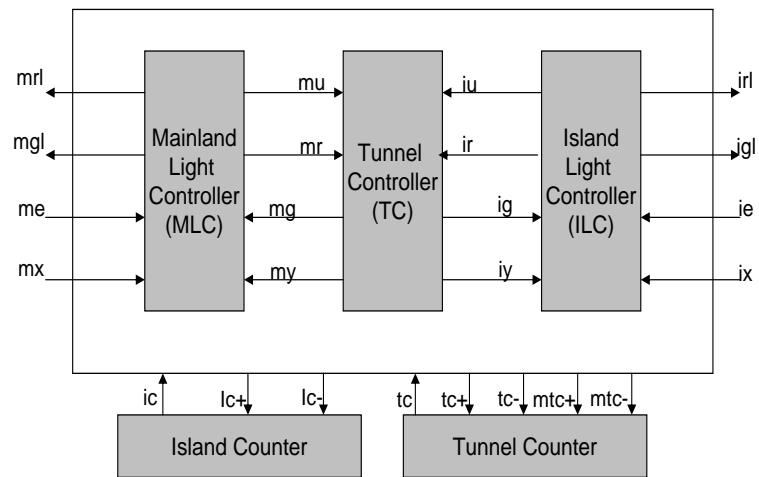 mrl
mgl
me
mx
Mainland
Light
Controller
(MLC)
mu
mr
mg
my
Tunnel
Controller
(TC)
iu
ir
ig
iy
Island
Light
Controller
(ILC)
irl
igl
ie
ix
ic
Ic+
Ic-
tc
tc+
tc-
mtc+
mtc-
Island Counter
Tunnel Counter